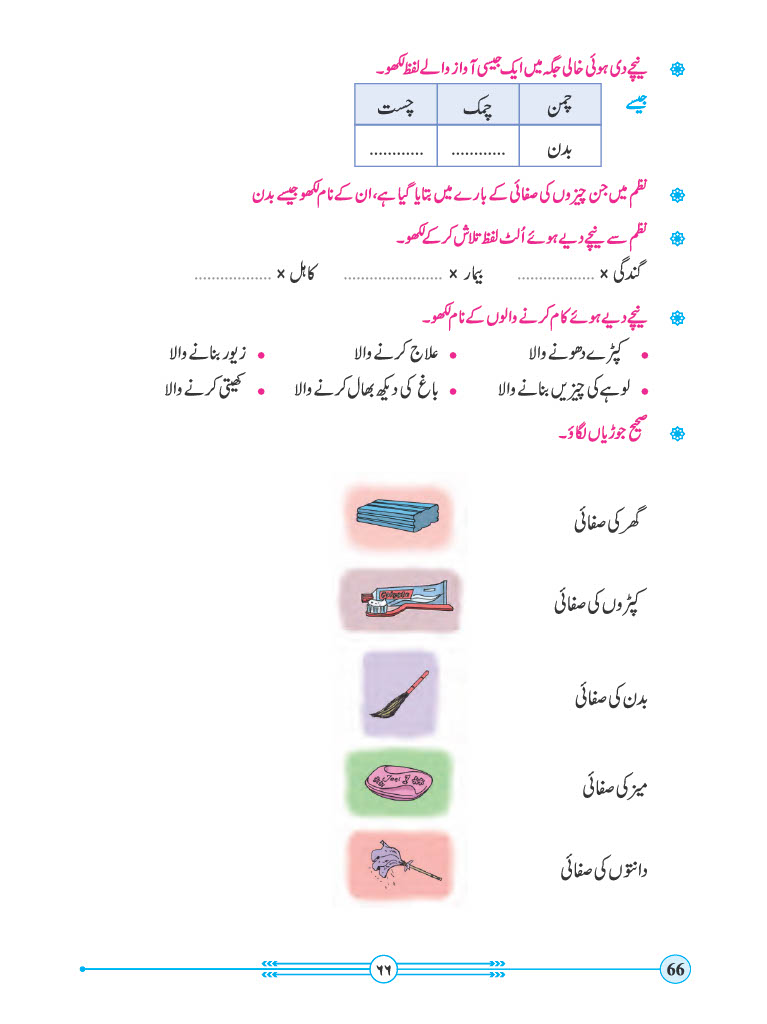 نیچے دی ہوئی خالی جگہ میں ایک جیسی آواز والے لفظ لکھو۔
جیسے
چمن چمک چست
بدن ............ ............
نظم میں جن چیزوں کی صفائی کے بارے میں بتایا گیا ہے، ان کے نام لکھو جیسے بدن
نظم سے نیچے دیے ہوئے اُلٹ لفظ تلاش کر کے لکھو۔
گندگی × .................. بیمار × ....................... کاہل × ..................
نیچے دیے ہوئے کام کرنے والوں کے نام لکھو۔
• کپڑے دھونے والا • علاج کرنے والا • زیور بنانے والا
• لوہے کی چیزیں بنانے والا • باغ کی دیکھ بھال کرنے والا • کھیتی کرنے والا
صحیح جوڑیاں لگاؤ۔
گھر کی صفائی
کپڑوں کی صفائی
بدن کی صفائی
میز کی صفائی
دانتوں کی صفائی
۶۶
66